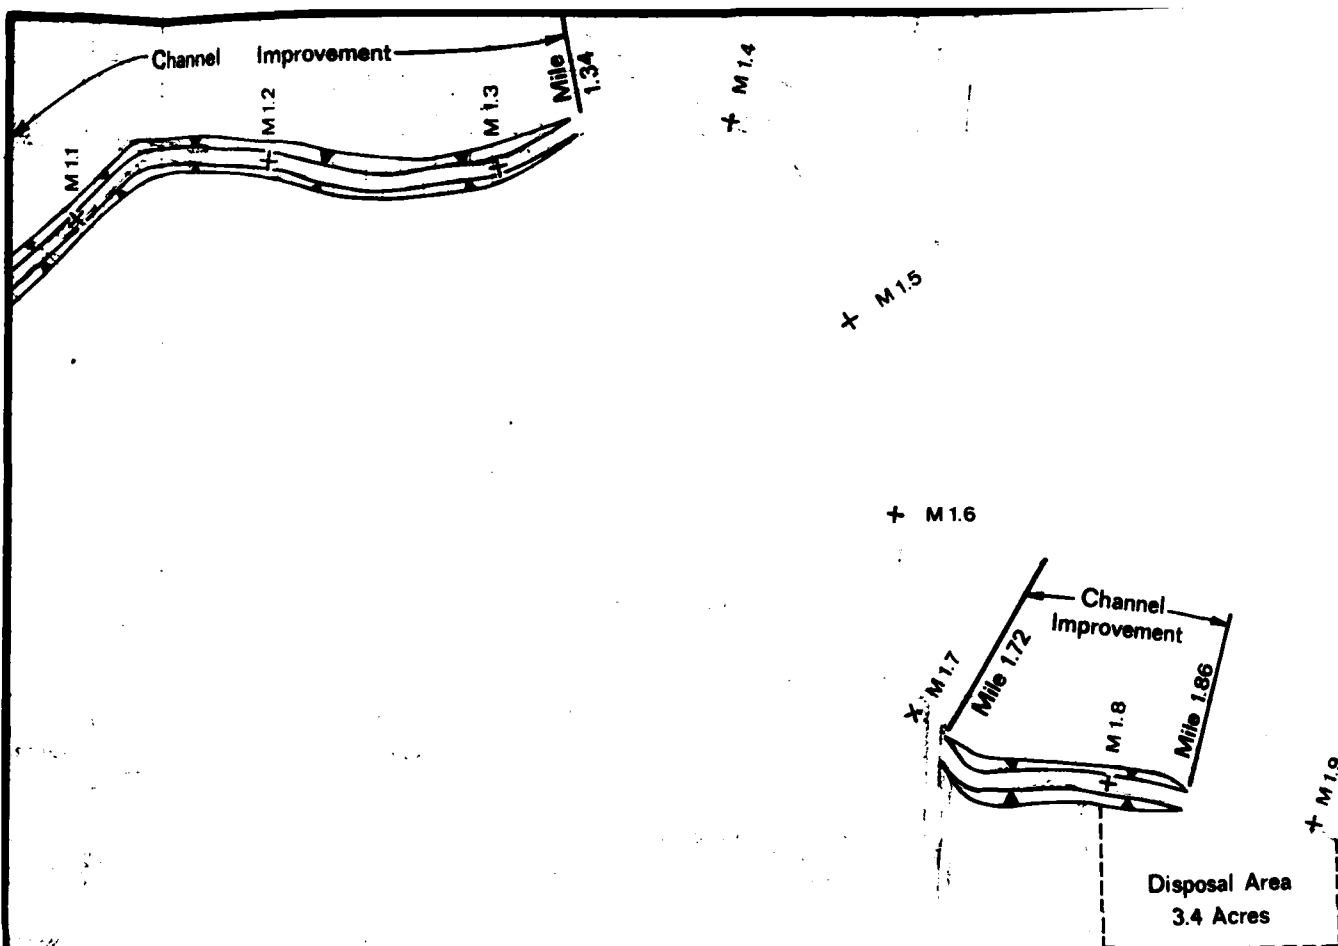 Channel Improvement
Mile
1.34
M 1.4
M 1.2
M 1.3
M 1.1
M 1.5
M 1.6
Channel
Improvement
M 1.7
Mile 1.72
Mile 1.86
M 1.8
M 1.9
Disposal Area
3.4 Acres